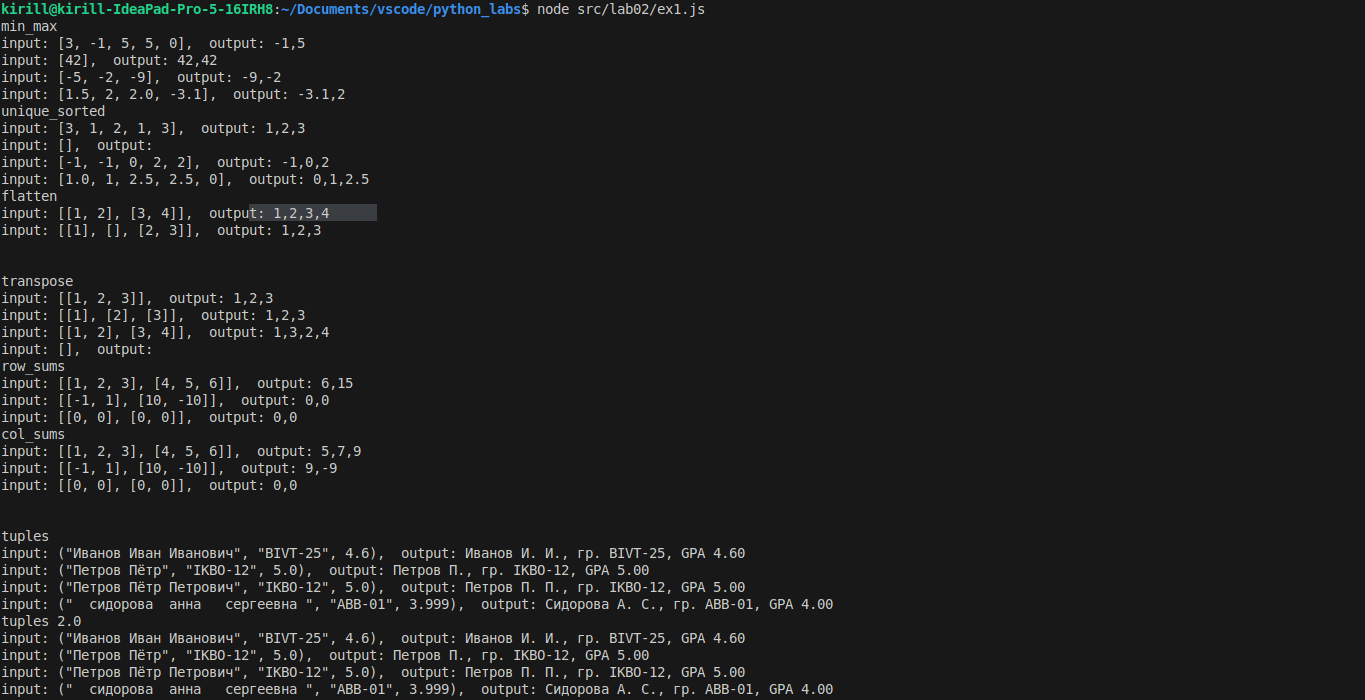 kirill@kirill-IdeaPad-Pro-5-16IRH8:~/Documents/vscode/python_labs$ node src/lab02/ex1.js
min_max
input: [3, -1, 5, 5, 0],  output: -1,5
input: [42],  output: 42,42
input: [-5, -2, -9],  output: -9,-2
input: [1.5, 2, 2.0, -3.1],  output: -3.1,2
unique_sorted
input: [3, 1, 2, 1, 3],  output: 1,2,3
input: [],  output:
input: [-1, -1, 0, 2, 2],  output: -1,0,2
input: [1.0, 1, 2.5, 2.5, 0],  output: 0,1,2.5
flatten
input: [[1, 2], [3, 4]],  output: 1,2,3,4
input: [[1], [], [2, 3]],  output: 1,2,3
transpose
input: [[1, 2, 3]],  output: 1,2,3
input: [[1], [2], [3]],  output: 1,2,3
input: [[1, 2], [3, 4]],  output: 1,3,2,4
input: [],  output:
row_sums
input: [[1, 2, 3], [4, 5, 6]],  output: 6,15
input: [[-1, 1], [10, -10]],  output: 0,0
input: [[0, 0], [0, 0]],  output: 0,0
col_sums
input: [[1, 2, 3], [4, 5, 6]],  output: 5,7,9
input: [[-1, 1], [10, -10]],  output: 9,-9
input: [[0, 0], [0, 0]],  output: 0,0
tuples
input: ("Иванов Иван Иванович", "BIVT-25", 4.6),  output: Иванов И. И., гр. BIVT-25, GPA 4.60
input: ("Петров Пётр", "IKBO-12", 5.0),  output: Петров П., гр. IKBO-12, GPA 5.00
input: ("Петров Пётр Петрович", "IKBO-12", 5.0),  output: Петров П. П., гр. IKBO-12, GPA 5.00
input: ("  сидорова  анна   сергеевна ", "ABB-01", 3.999),  output: Сидорова А. С., гр. ABB-01, GPA 4.00
tuples 2.0
input: ("Иванов Иван Иванович", "BIVT-25", 4.6),  output: Иванов И. И., гр. BIVT-25, GPA 4.60
input: ("Петров Пётр", "IKBO-12", 5.0),  output: Петров П., гр. IKBO-12, GPA 5.00
input: ("Петров Пётр Петрович", "IKBO-12", 5.0),  output: Петров П. П., гр. IKBO-12, GPA 5.00
input: ("  сидорова  анна   сергеевна ", "ABB-01", 3.999),  output: Сидорова А. С., гр. ABB-01, GPA 4.00